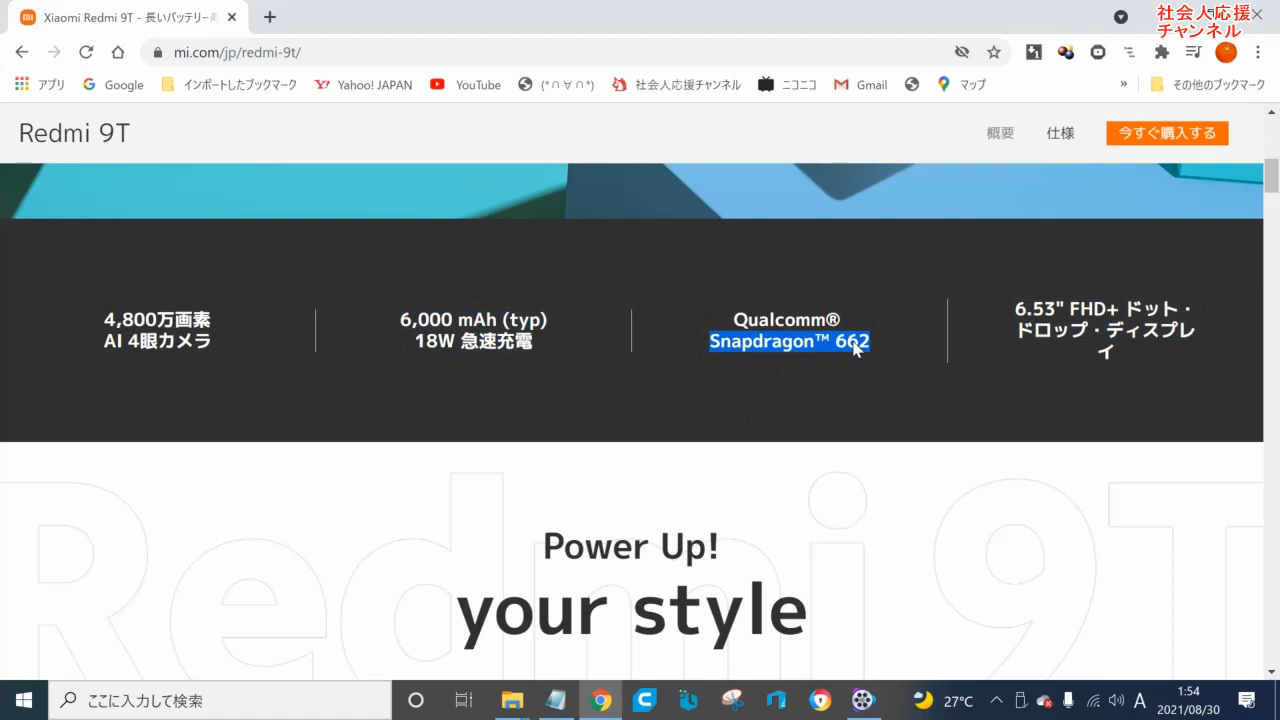 Xiaomi Redmi 9T - 長いバッテリー
社会人応援
チャンネル
mi.com/jp/redmi-9t/
アプリ
Google
インポートしたブックマーク
Yahoo! JAPAN
YouTube
(*∩∀∩*)
社会人応援チャンネル
ニコニコ
Gmail
マップ
»
その他のブックマーク
Redmi 9T
概要
仕様
今すぐ購入する
4,800万画素
AI 4眼カメラ
6,000 mAh (typ)
18W 急速充電
Qualcomm®
Snapdragon™ 662
6.53" FHD+ ドット・
ドロップ・ディスプレ
イ
Redmi 9T
Power Up!
your style
ここに入力して検索
27°C
A
1:54
2021/08/30